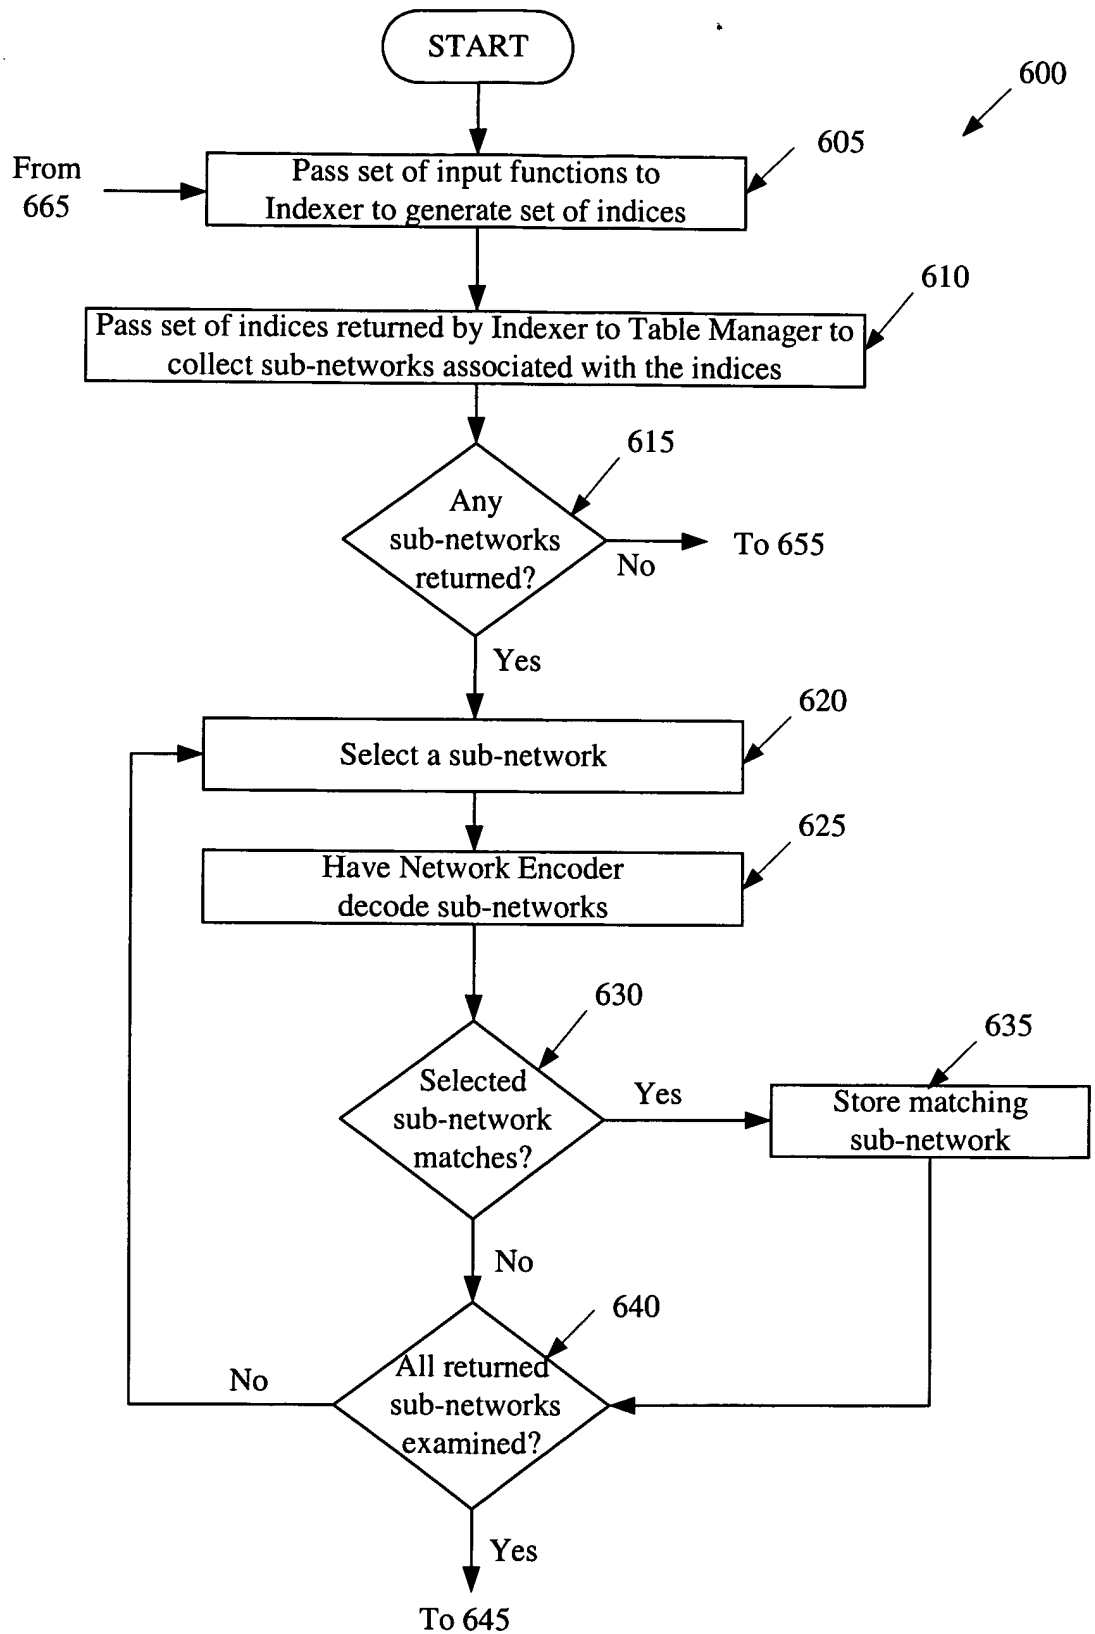 START
600
605
From
665
Pass set of input functions to
Indexer to generate set of indices
610
Pass set of indices returned by Indexer to Table Manager to
collect sub-networks associated with the indices
615
Any
sub-networks
returned?
No
To 655
Yes
620
Select a sub-network
625
Have Network Encoder
decode sub-networks
630
635
Selected
sub-network
matches?
Yes
Store matching
sub-network
No
640
No
All returned
sub-networks
examined?
Yes
To 645